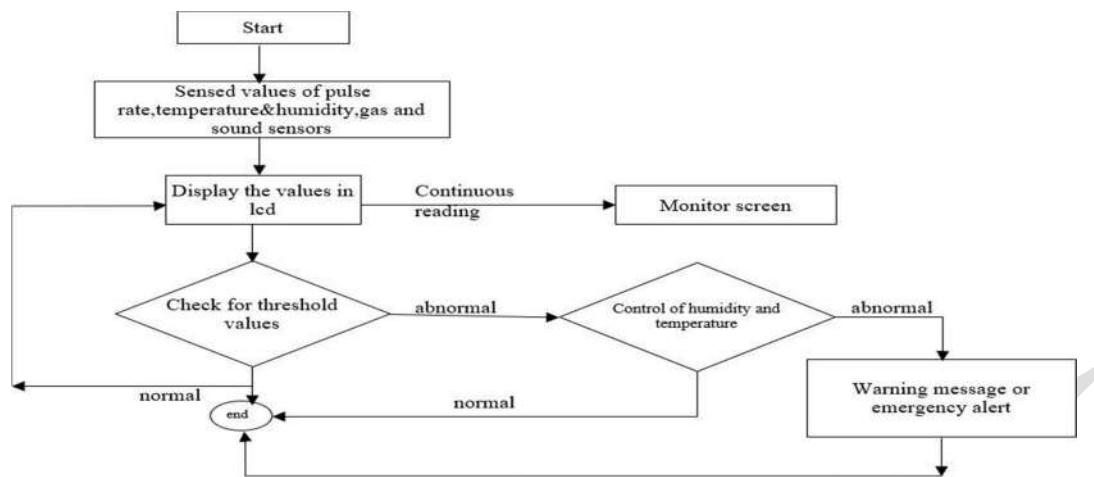 Start
Sensed values of pulse
rate,temperature&humidity,gas and
sound sensors
Display the values in
lcd
Continuous
reading
Monitor screen
Check for threshold
values
abnormal
Control of humidity and
temperature
abnormal
normal
normal
end
Warning message or
emergency alert